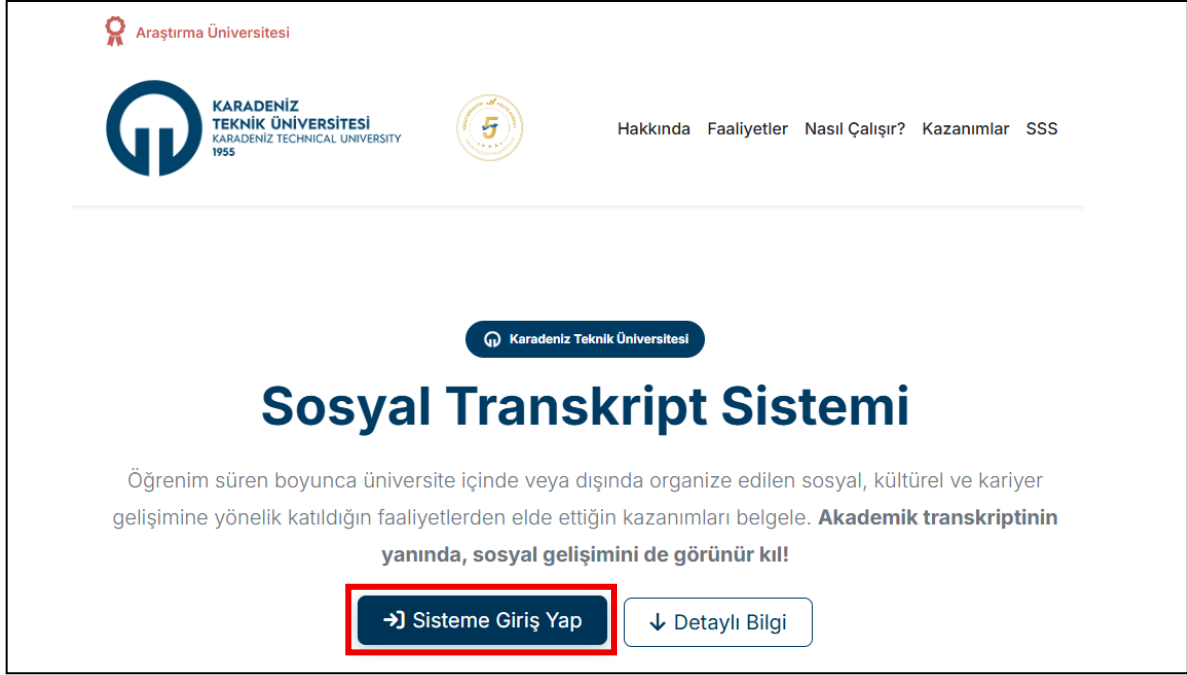 Araştırma Üniversitesi
KARADENİZ
TEKNİK ÜNİVERSİTESİ
KARADENIZ TECHNICAL UNIVERSITY
1955
5
Hakkında Faaliyetler Nasıl Çalışır? Kazanımlar SSS
Karadeniz Teknik Üniversitesi
Sosyal Transkript Sistemi
Öğrenim süren boyunca üniversite içinde veya dışında organize edilen sosyal, kültürel ve kariyer
gelişimine yönelik katıldığın faaliyetlerden elde ettiğin kazanımları belgele. Akademik transkriptinin
yanında, sosyal gelişimini de görünür kıl!
Sisteme Giriş Yap
Detaylı Bilgi